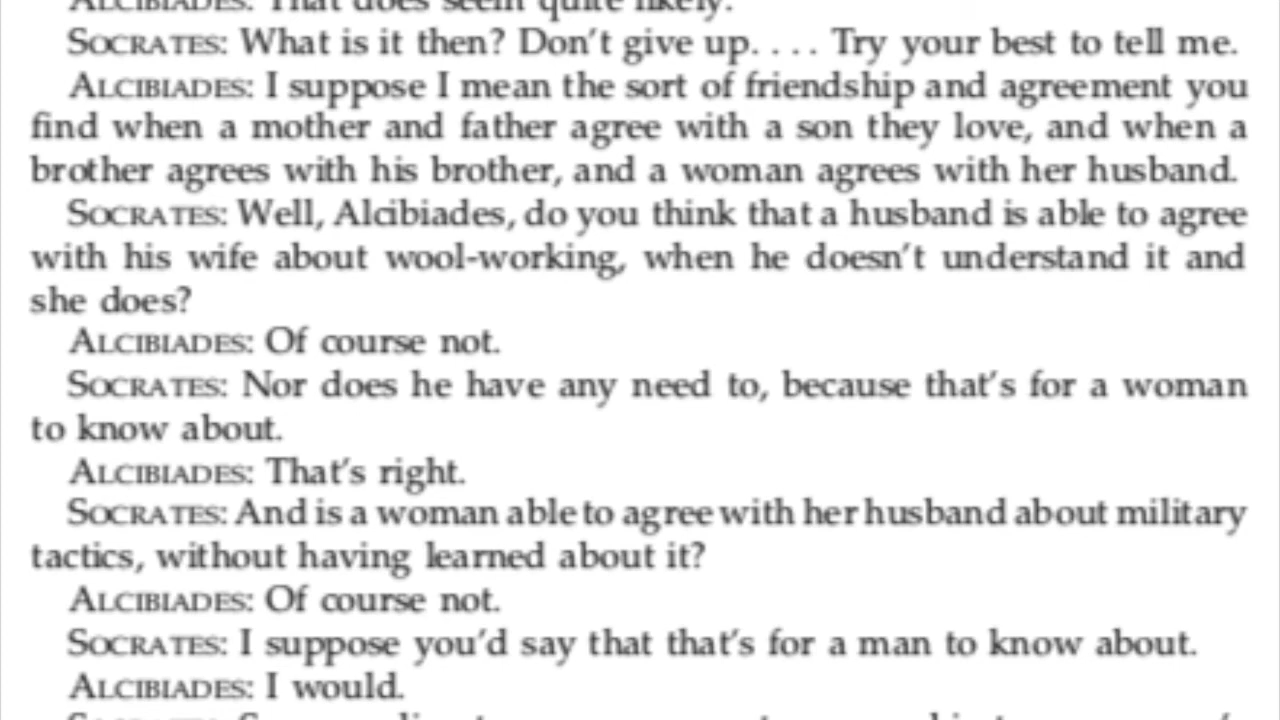 ALCIBIADES: That does seem quite likely.
SOCRATES: What is it then? Don't give up. . . . Try your best to tell me.
ALCIBIADES: I suppose I mean the sort of friendship and agreement you
find when a mother and father agree with a son they love, and when a
brother agrees with his brother, and a woman agrees with her husband.
SOCRATES: Well, Alcibiades, do you think that a husband is able to agree
with his wife about wool-working, when he doesn't understand it and
she does?
ALCIBIADES: Of course not.
SOCRATES: Nor does he have any need to, because that's for a woman
to know about.
ALCIBIADES: That's right.
SOCRATES: And is a woman able to agree with her husband about military
tactics, without having learned about it?
ALCIBIADES: Of course not.
SOCRATES: I suppose you'd say that that's for a man to know about.
ALCIBIADES: I would.